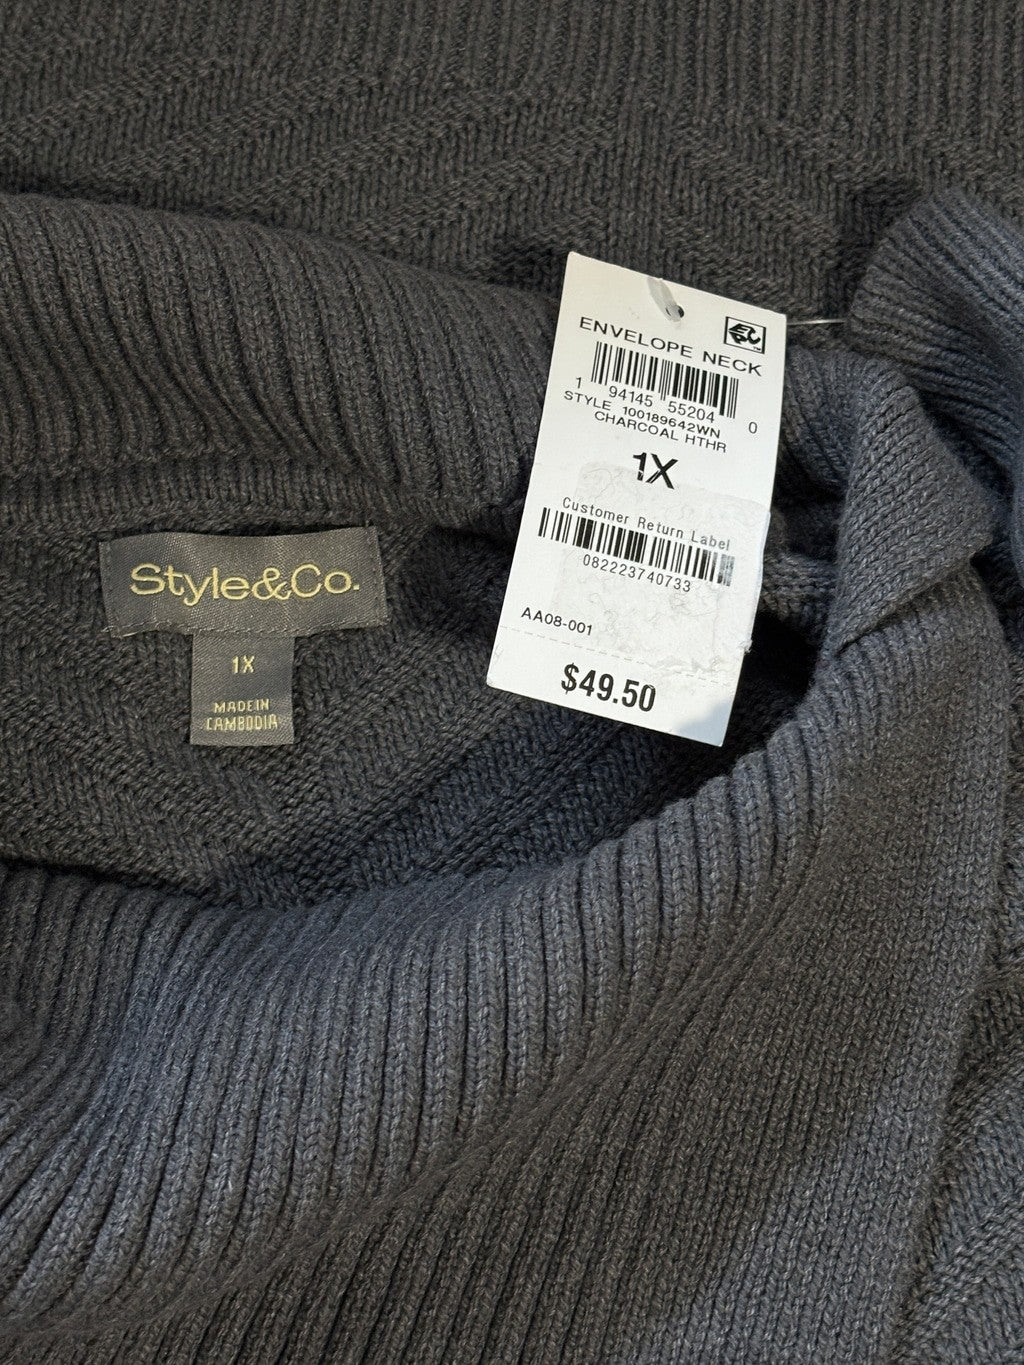 ENVELOPE NECK
1 94145 55204 0
STYLE 100189642WN
CHARCOAL HTHR
1X
Customer Return Label
082223740733
AA08-001
$49.50
Style&Co.
1X
MADE IN
CAMBODIA